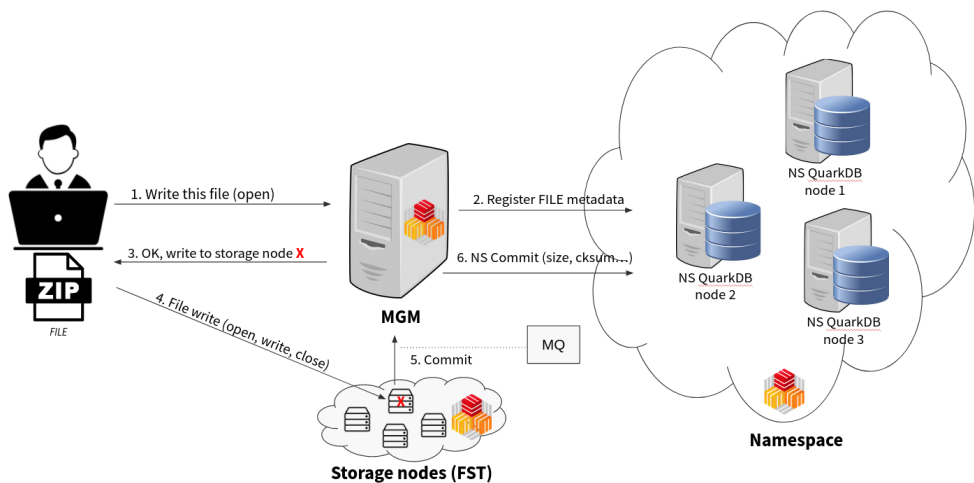 NS QuarkDB
node 1
1. Write this file (open)
2. Register FILE metadata
3. OK, write to storage node X
6. NS Commit (size, cksum...)
NS QuarkDB
node 2
ZIP
FILE
MGM
4. File write (open, write, close)
NS QuarkDB
node 3
MQ
5. Commit
X
Namespace
Storage nodes (FST)